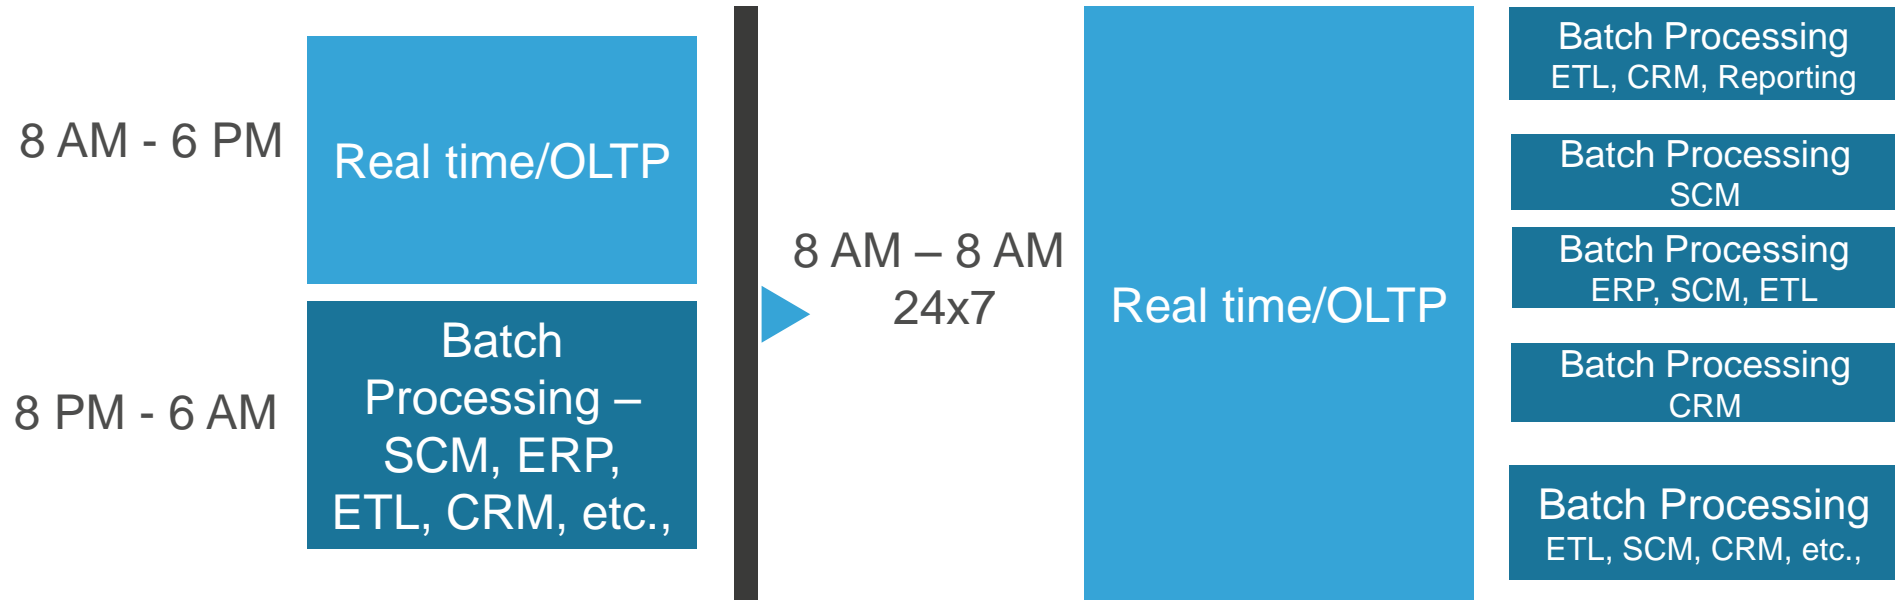 8 AM - 6 PM
Real time/OLTP
8 PM - 6 AM
Batch
Processing –
SCM, ERP,
ETL, CRM, etc.,
8 AM – 8 AM
24x7
Real time/OLTP
Batch Processing
ETL, CRM, Reporting
Batch Processing
SCM
Batch Processing
ERP, SCM, ETL
Batch Processing
CRM
Batch Processing
ETL, SCM, CRM, etc.,